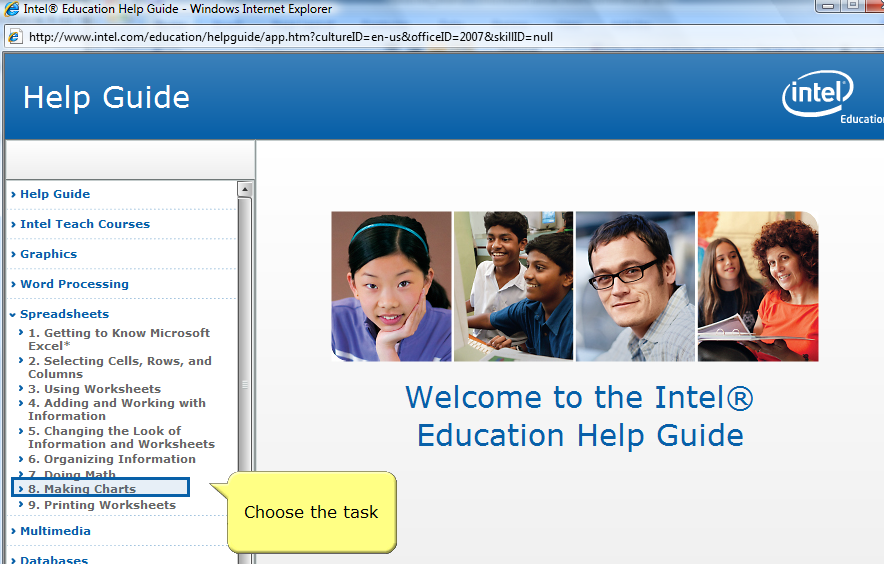 Intel® Education Help Guide - Windows Internet Explorer
http://www.intel.com/education/helpguide/app.htm?cultureID=en-us&officeID=2007&skillID=null
Help Guide
intel
Education
› Help Guide
› Intel Teach Courses
› Graphics
› Word Processing
Spreadsheets
› 1. Getting to Know Microsoft
Excel*
› 2. Selecting Cells, Rows, and
Columns
› 3. Using Worksheets
› 4. Adding and Working with
Information
› 5. Changing the Look of
Information and Worksheets
› 6. Organizing Information
› 7. Doing Math
› 8. Making Charts
› 9. Printing Worksheets
› Multimedia
› Databases
Choose the task
Welcome to the Intel®
Education Help Guide